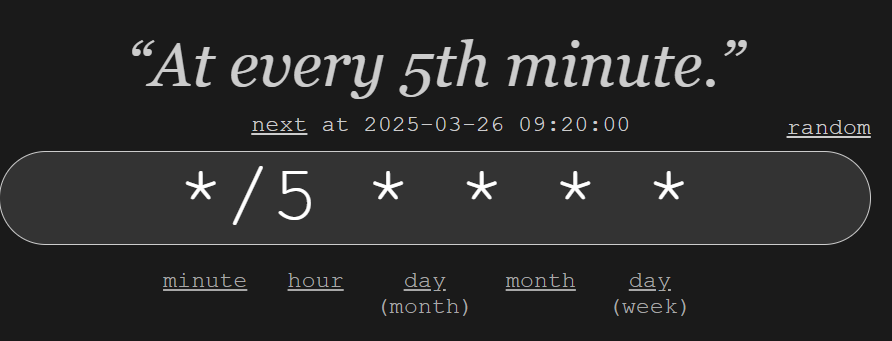 “At every 5th minute.”
next at 2025-03-26 09:20:00
random
*/5 * * * *
minute hour day month day
(month) (week)